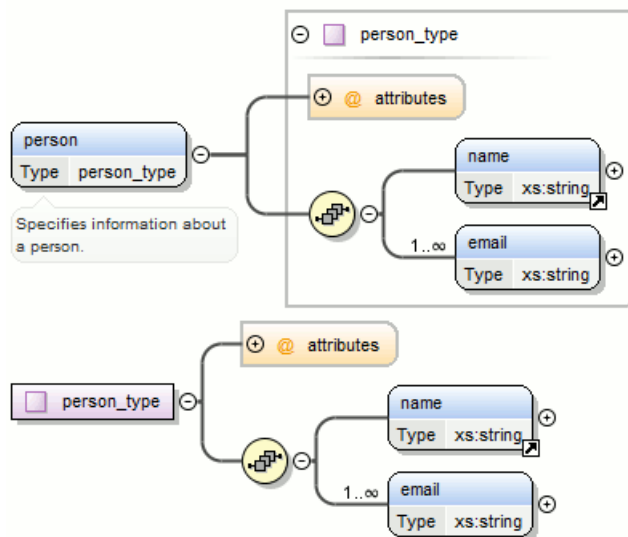 person_type
@ attributes
person
Type person_type
name
Type xs:string
Specifies information about
a person.
1..∞
email
Type xs:string
@ attributes
person_type
name
Type xs:string
1..∞
email
Type xs:string